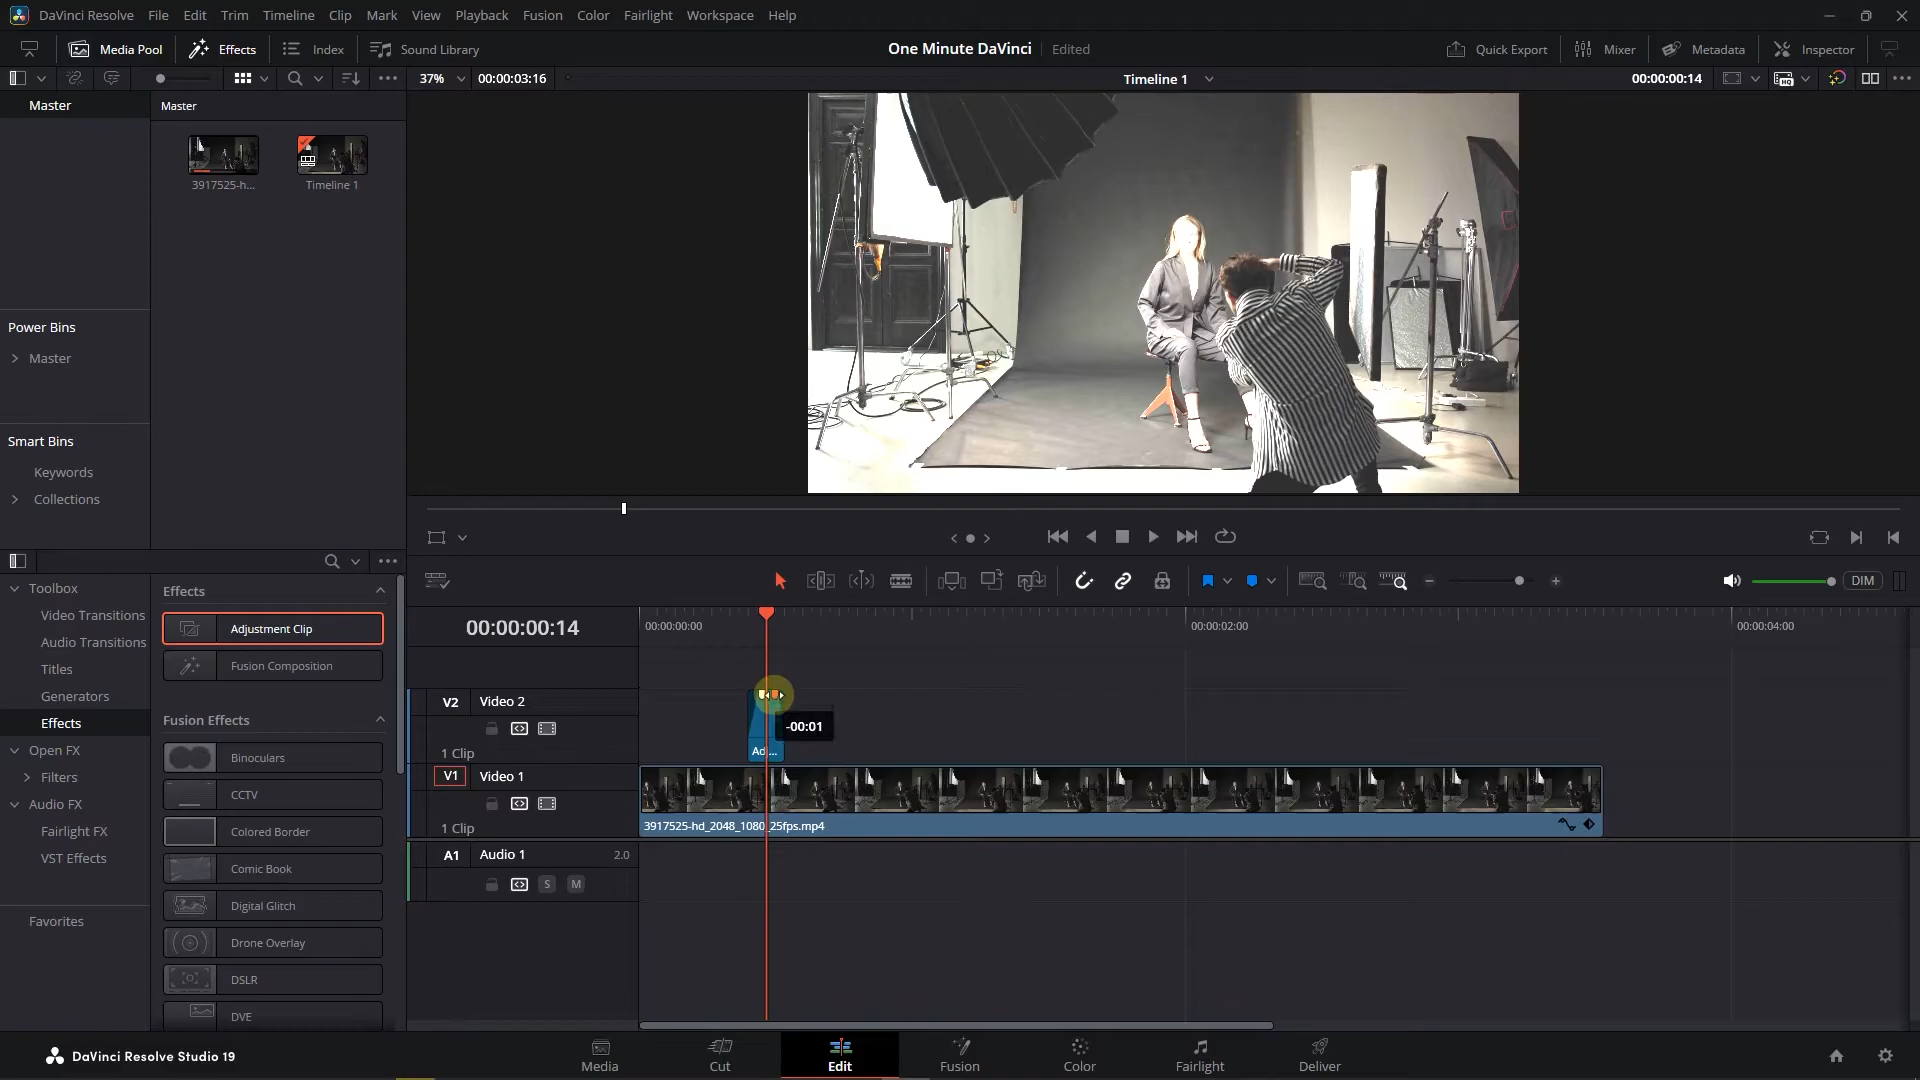 DaVinci Resolve File Edit Trim Timeline Clip Mark View Playback Fusion Color Fairlight Workspace Help
Media Pool Effects Index Sound Library One Minute DaVinci Edited Quick Export Mixer Metadata Inspector
37% 00:00:03:16 Timeline 1 00:00:00:14
Master Master
3917525-h... Timeline 1
Power Bins
Master
Smart Bins
Keywords
Collections
Toolbox
Video Transitions
Audio Transitions
Titles
Generators
Effects
Open FX
Filters
Audio FX
Fairlight FX
VST Effects
Favorites
Effects
Adjustment Clip
Fusion Composition
Fusion Effects
Binoculars
CCTV
Colored Border
Comic Book
Digital Glitch
Drone Overlay
DSLR
DVE
DIM
00:00:00:14 00:00:00:00 00:00:02:00 00:00:04:00
V2 Video 2
1 Clip
-00:01
Ad...
V1 Video 1
1 Clip
3917525-hd_2048_1080_25fps.mp4
A1 Audio 1 2.0
S M
DaVinci Resolve Studio 19
Media Cut Edit Fusion Color Fairlight Deliver